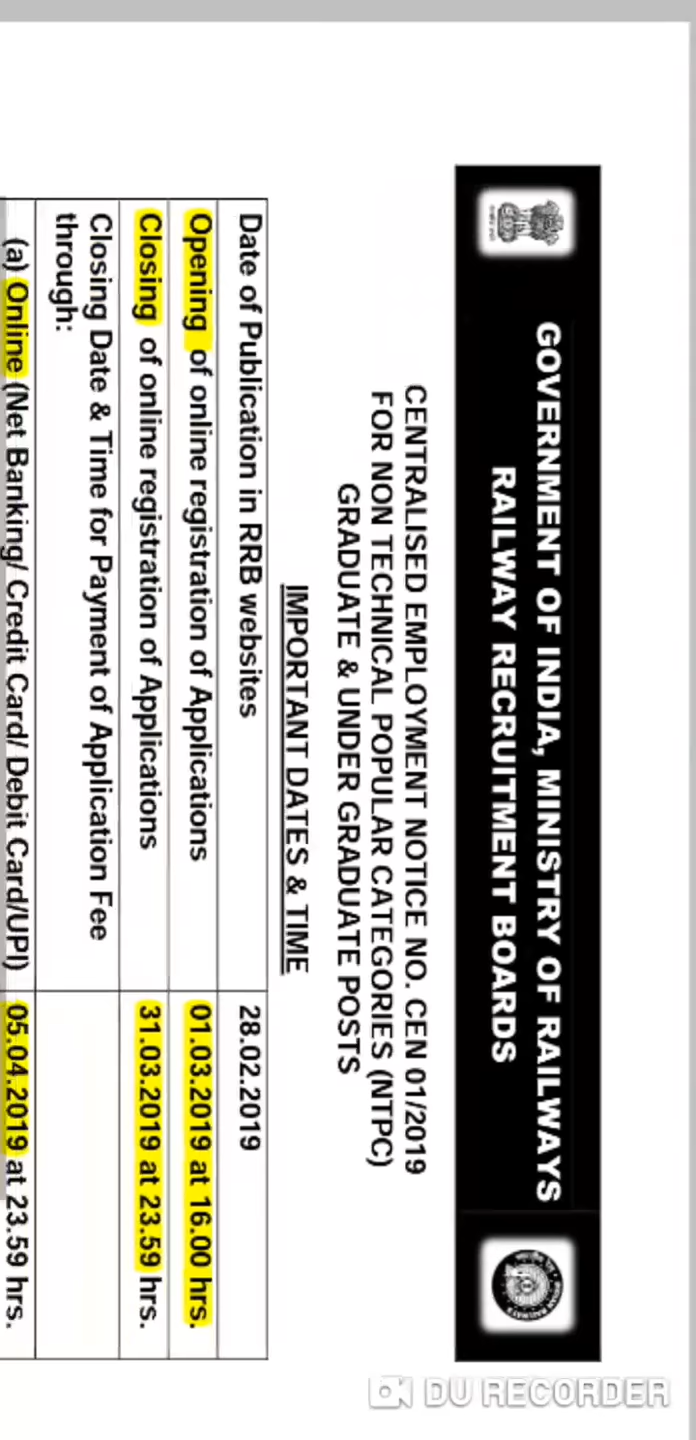 GOVERNMENT OF INDIA, MINISTRY OF RAILWAYS
RAILWAY RECRUITMENT BOARDS
CENTRALISED EMPLOYMENT NOTICE NO. CEN 01/2019
FOR NON TECHNICAL POPULAR CATEGORIES (NTPC)
GRADUATE & UNDER GRADUATE POSTS
IMPORTANT DATES & TIME
Date of Publication in RRB websites 28.02.2019
Opening of online registration of Applications 01.03.2019 at 16.00 hrs.
Closing of online registration of Applications 31.03.2019 at 23.59 hrs.
Closing Date & Time for Payment of Application Fee
through:
(a) Online (Net Banking/ Credit Card/ Debit Card/UPI) 05.04.2019 at 23.59 hrs.
DU RECORDER